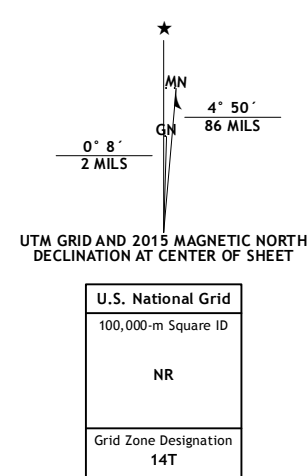 ★
MN
GN
4° 50´
86 MILS
0° 8´
2 MILS
UTM GRID AND 2015 MAGNETIC NORTH
DECLINATION AT CENTER OF SHEET
U.S. National Grid
100,000-m Square ID
NR
Grid Zone Designation
14T